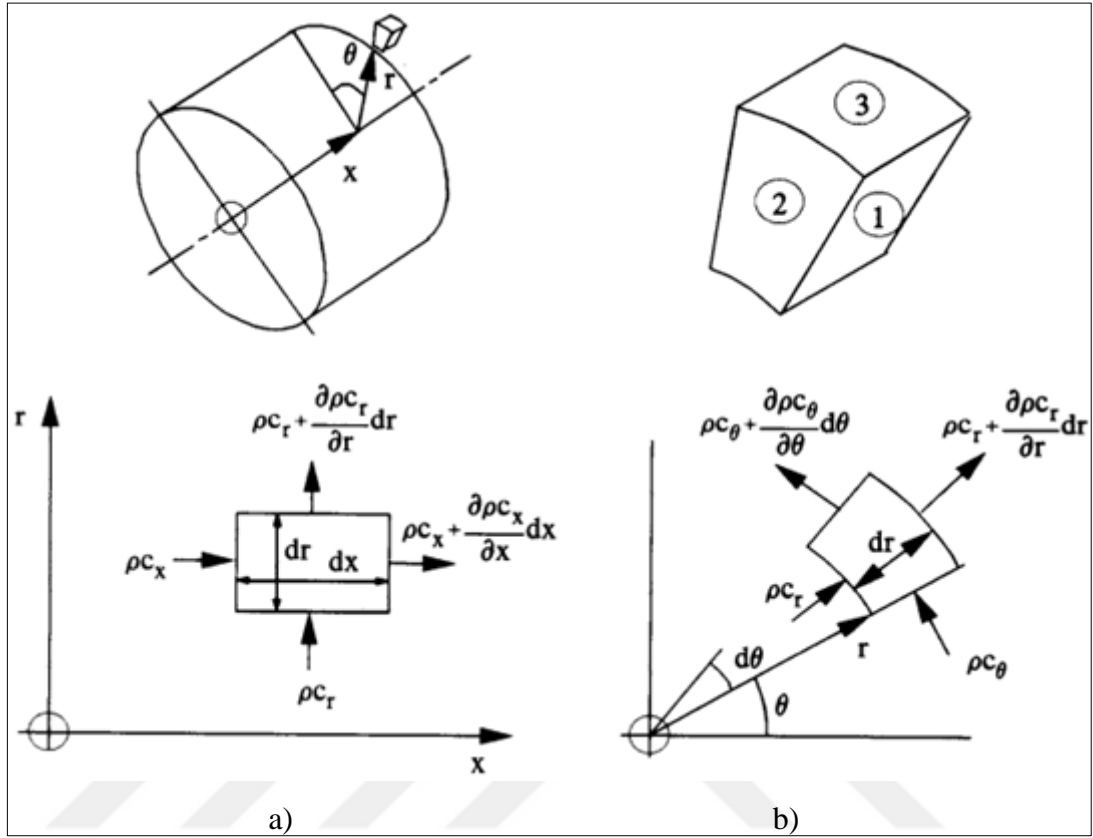 θ
r
x
3
2
1
r
ρc_r + ∂ρc_r/∂r dr
ρc_x
dr
dx
ρc_x + ∂ρc_x/∂x dx
ρc_r
x
ρc_θ + ∂ρc_θ/∂θ dθ
ρc_r + ∂ρc_r/∂r dr
dr
ρc_r
r
ρc_θ
dθ
θ
a)
b)